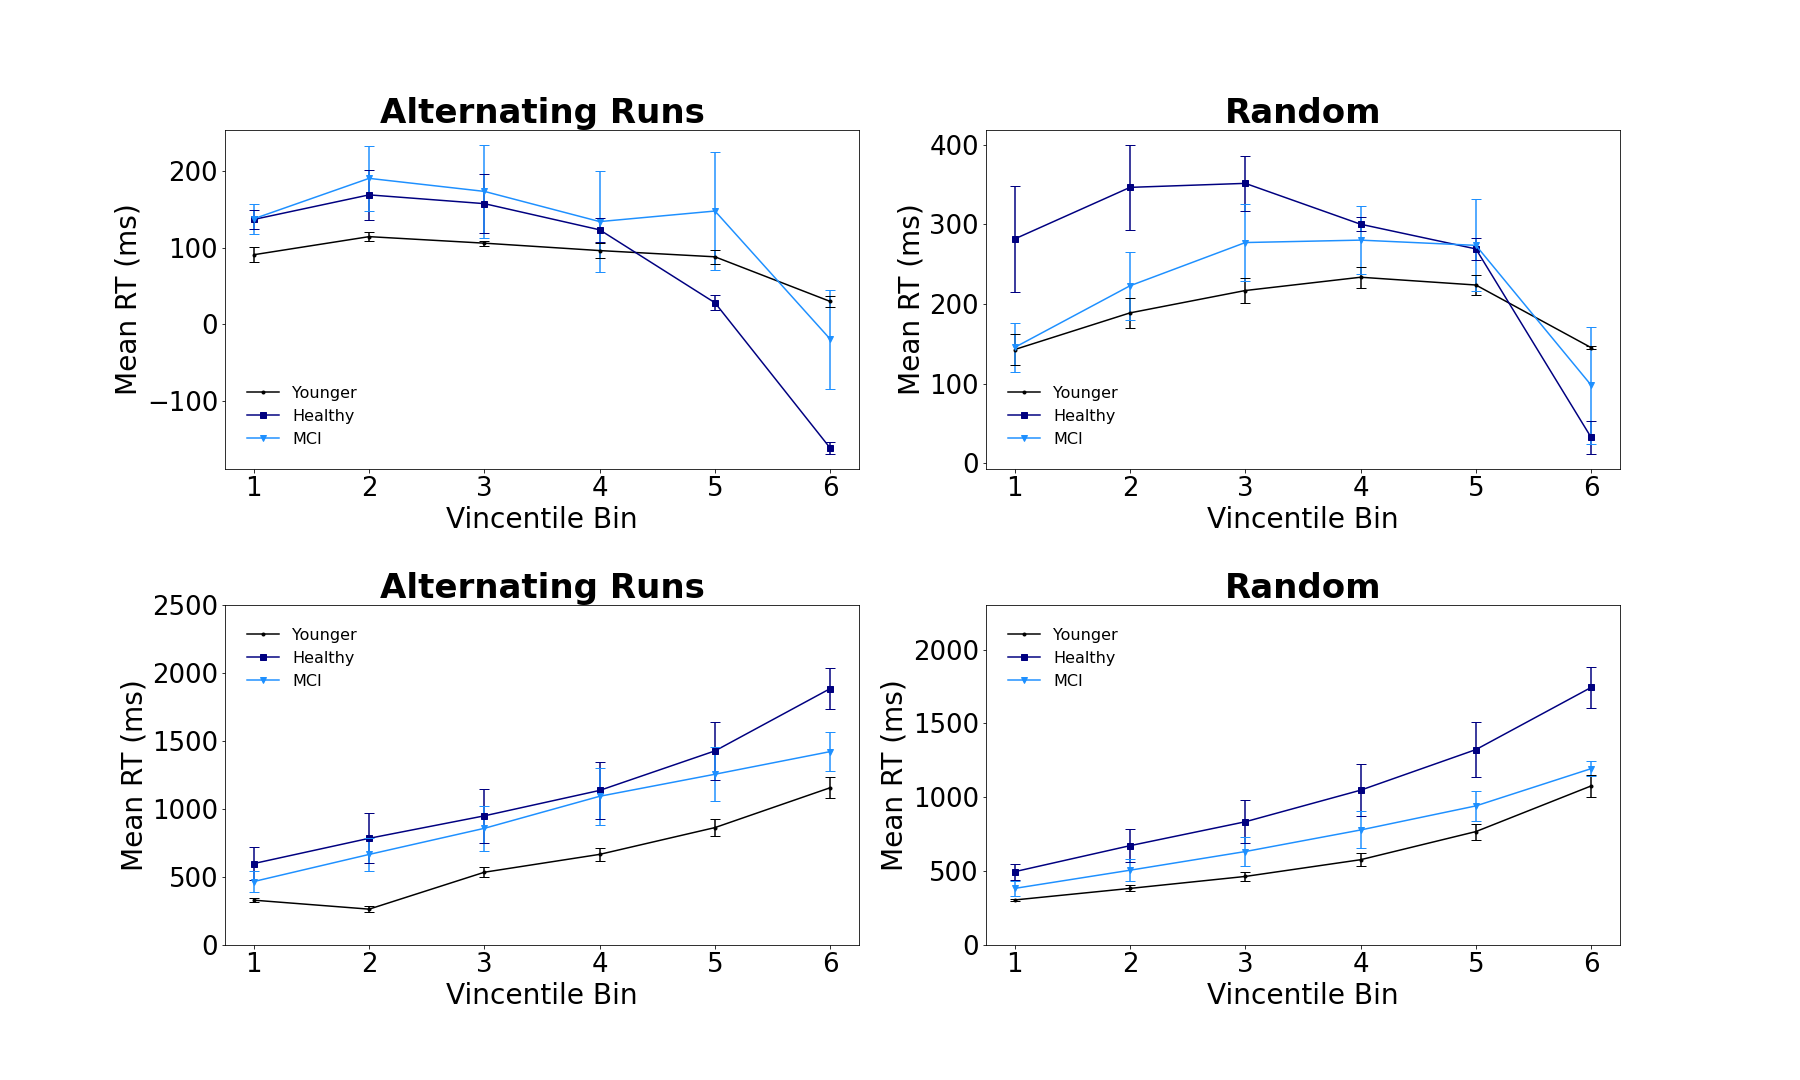 Alternating Runs
Mean RT (ms)
200
100
0
−100
Younger
Healthy
MCI
1 2 3 4 5 6
Vincentile Bin
Random
Mean RT (ms)
400
300
200
100
0
Younger
Healthy
MCI
1 2 3 4 5 6
Vincentile Bin
Alternating Runs
Mean RT (ms)
2500
2000
1500
1000
500
0
Younger
Healthy
MCI
1 2 3 4 5 6
Vincentile Bin
Random
Mean RT (ms)
2000
1500
1000
500
0
Younger
Healthy
MCI
1 2 3 4 5 6
Vincentile Bin